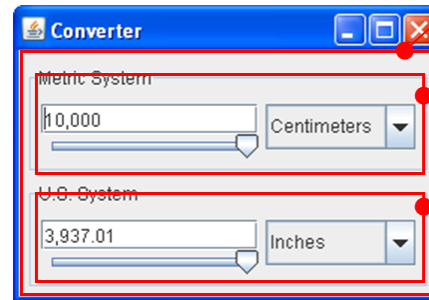 Converter
Metric System
10,000
Centimeters
U.S. System
3,937.01
Inches